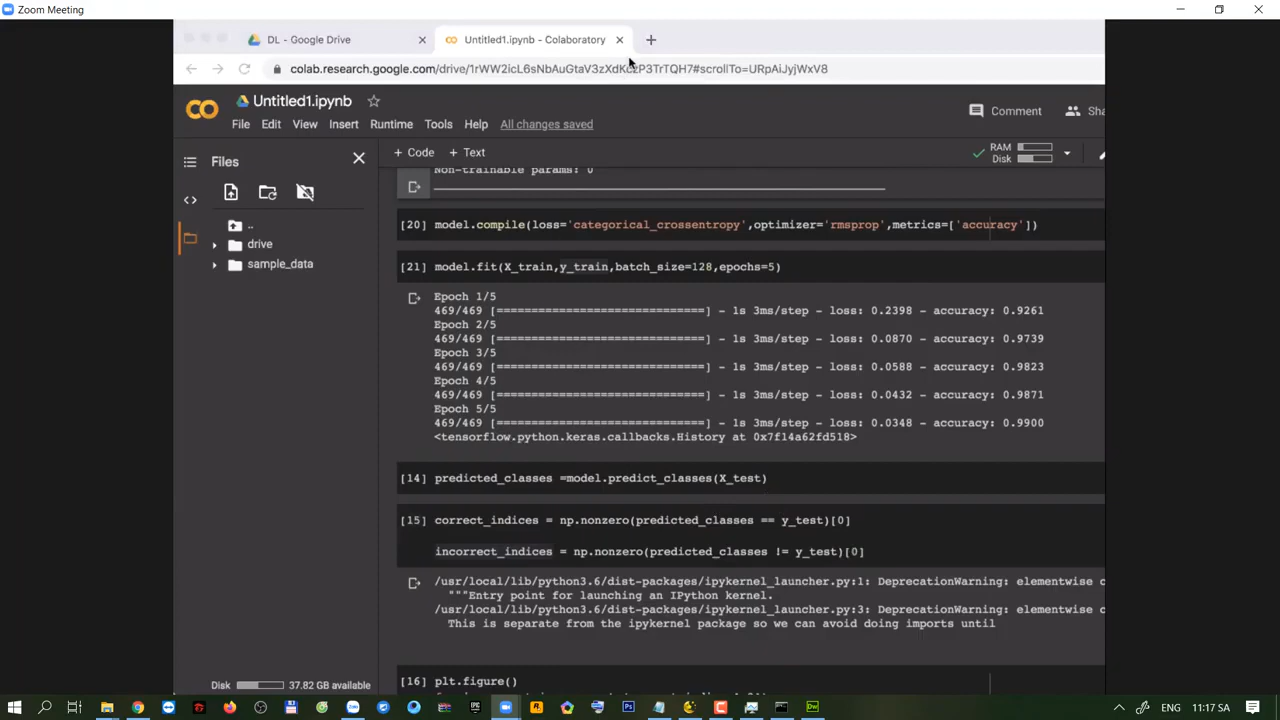 Zoom Meeting
DL - Google Drive
Untitled1.ipynb - Colaboratory
colab.research.google.com/drive/1rWW2icL6sNbAuGtaV3zXdKczP3TrTQH7#scrollTo=URpAiJyjWxV8
Untitled1.ipynb
Comment
Sha
File Edit View Insert Runtime Tools Help All changes saved
Files
+ Code + Text
RAM
Disk
Non-trainable params: 0
..
drive
sample_data
[20] model.compile(loss='categorical_crossentropy',optimizer='rmsprop',metrics=['accuracy'])
[21] model.fit(X_train,y_train,batch_size=128,epochs=5)
Epoch 1/5
469/469 [==============================] - 1s 3ms/step - loss: 0.2398 - accuracy: 0.9261
Epoch 2/5
469/469 [==============================] - 1s 3ms/step - loss: 0.0870 - accuracy: 0.9739
Epoch 3/5
469/469 [==============================] - 1s 3ms/step - loss: 0.0588 - accuracy: 0.9823
Epoch 4/5
469/469 [==============================] - 1s 3ms/step - loss: 0.0432 - accuracy: 0.9871
Epoch 5/5
469/469 [==============================] - 1s 3ms/step - loss: 0.0348 - accuracy: 0.9900
<tensorflow.python.keras.callbacks.History at 0x7f14a62fd518>
[14] predicted_classes =model.predict_classes(X_test)
[15] correct_indices = np.nonzero(predicted_classes == y_test)[0]
incorrect_indices = np.nonzero(predicted_classes != y_test)[0]
/usr/local/lib/python3.6/dist-packages/ipykernel_launcher.py:1: DeprecationWarning: elementwise c
"""Entry point for launching an IPython kernel.
/usr/local/lib/python3.6/dist-packages/ipykernel_launcher.py:3: DeprecationWarning: elementwise c
This is separate from the ipykernel package so we can avoid doing imports until
[16] plt.figure()
Disk 37.82 GB available
ENG 11:17 SA